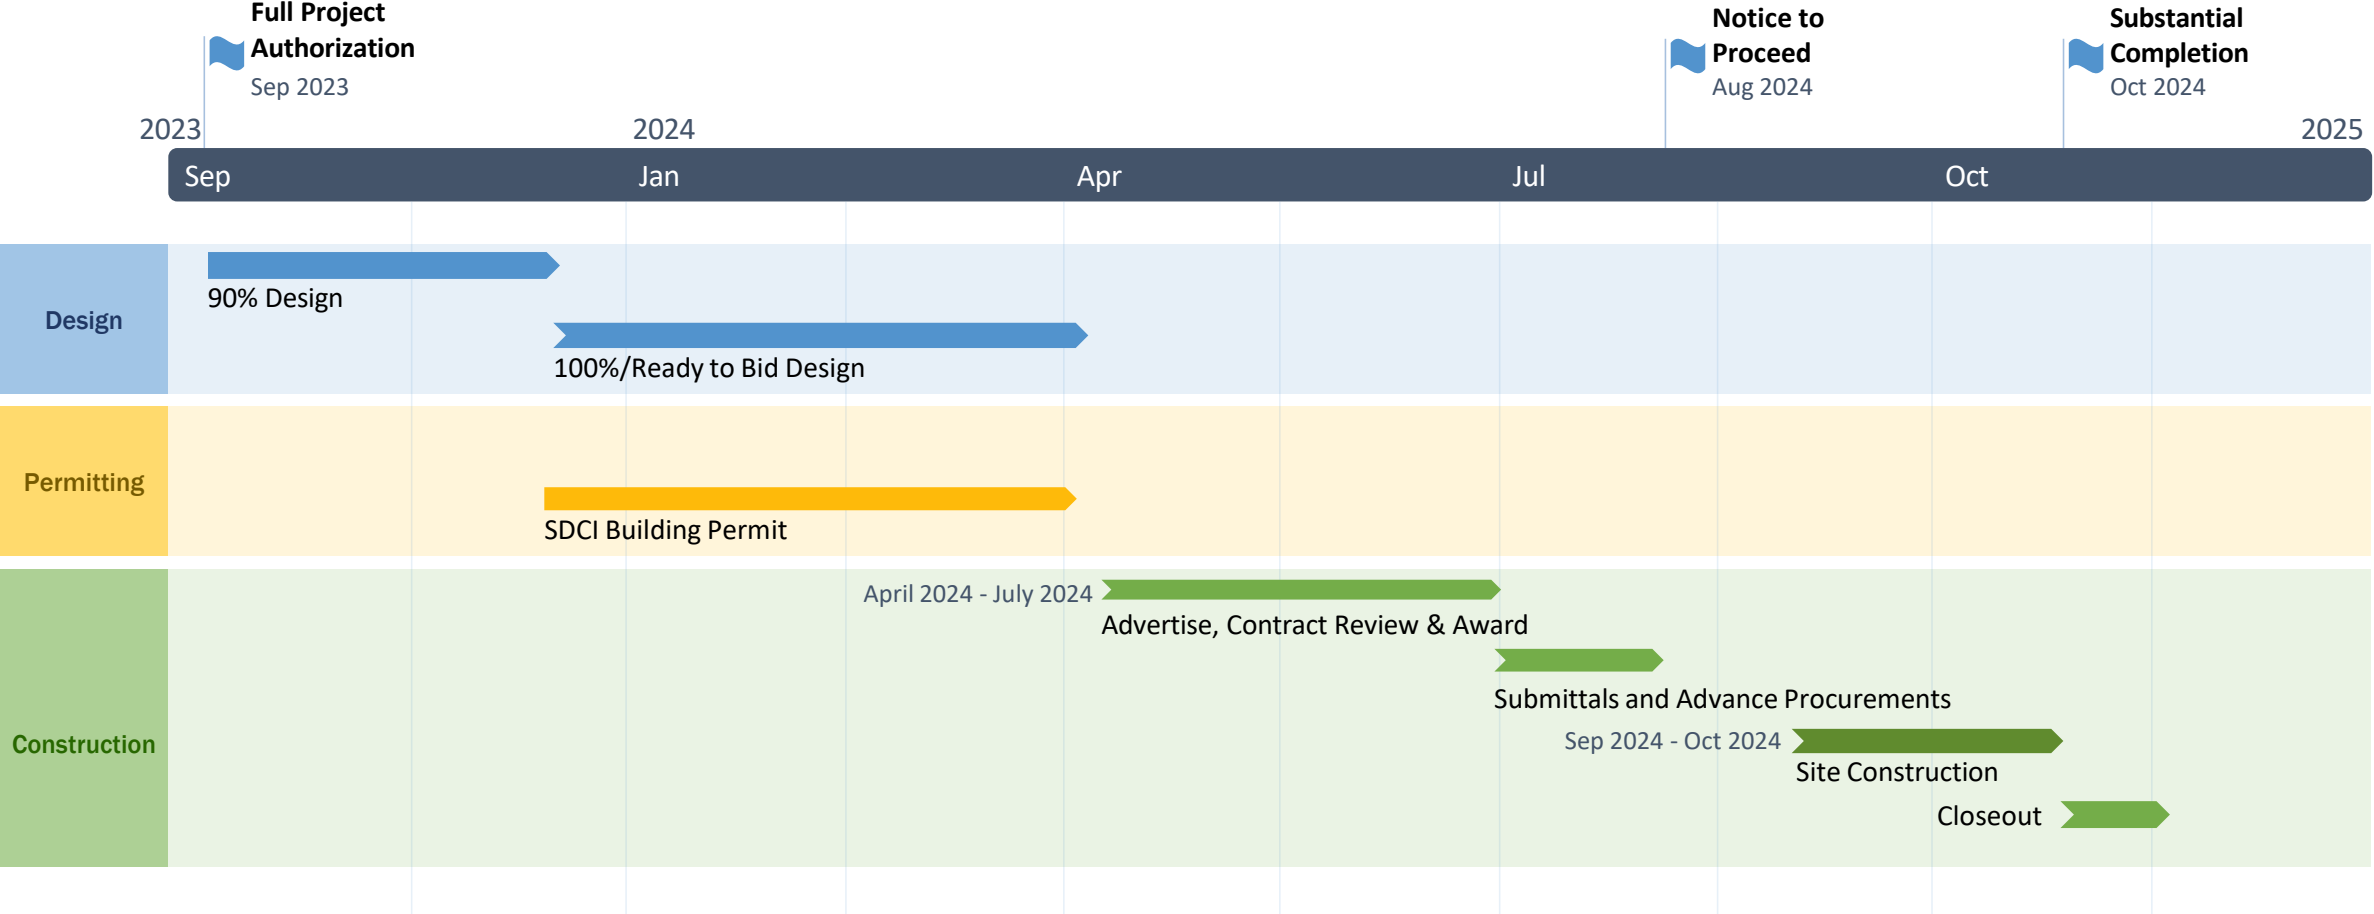 Full Project
Authorization
Sep 2023
Notice to
Proceed
Aug 2024
Substantial
Completion
Oct 2024
2023
2024
2025
Sep
Jan
Apr
Jul
Oct
Design
90% Design
100%/Ready to Bid Design
Permitting
SDCI Building Permit
Construction
April 2024 - July 2024
Advertise, Contract Review & Award
Submittals and Advance Procurements
Sep 2024 - Oct 2024
Site Construction
Closeout